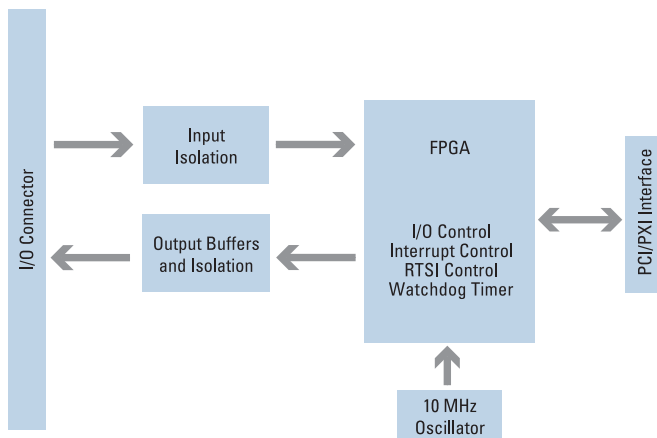 I/O Connector
Input
Isolation
Output Buffers
and Isolation
FPGA
I/O Control
Interrupt Control
RTSI Control
Watchdog Timer
10 MHz
Oscillator
PCI/PXI Interface